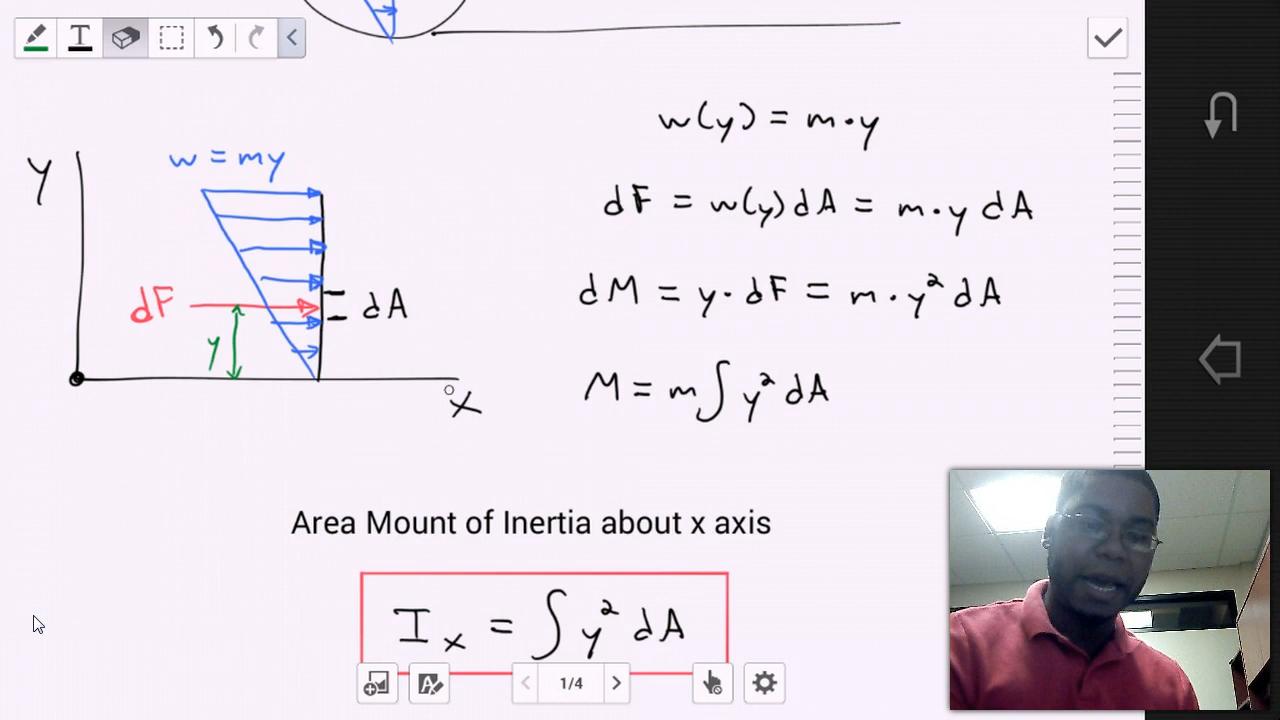 T
w(y) = m·y
y
w = my
dF = w(y)dA = m·y dA
dF
dA
dM = y·dF = m·y² dA
y
x
M = m∫ y² dA
Area Mount of Inertia about x axis
I_x = ∫ y² dA
A
1/4